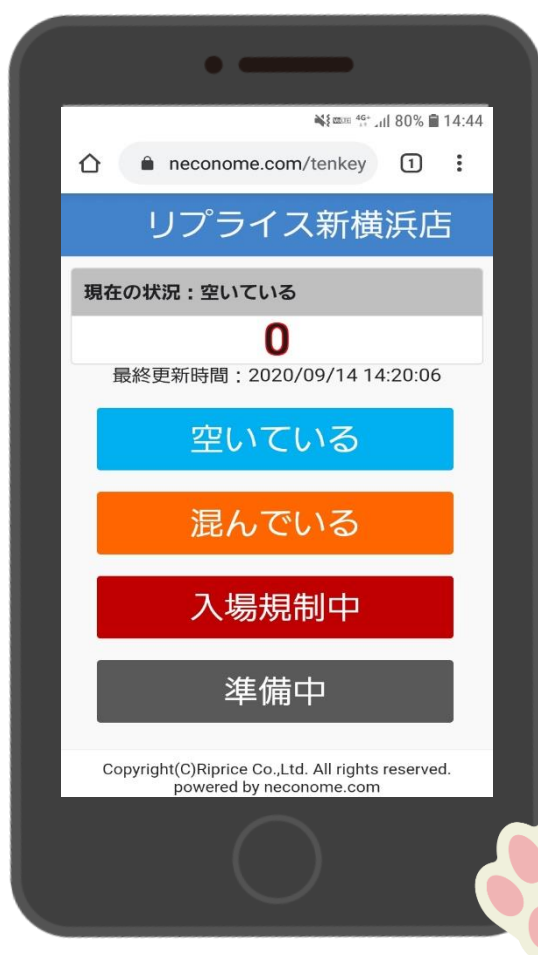 4G+ 80% 14:44
neconome.com/tenkey 1
リプライス新横浜店
現在の状況：空いている
0
最終更新時間：2020/09/14 14:20:06
空いている
混んでいる
入場規制中
準備中
Copyright(C)Riprice Co.,Ltd. All rights reserved.
powered by neconome.com